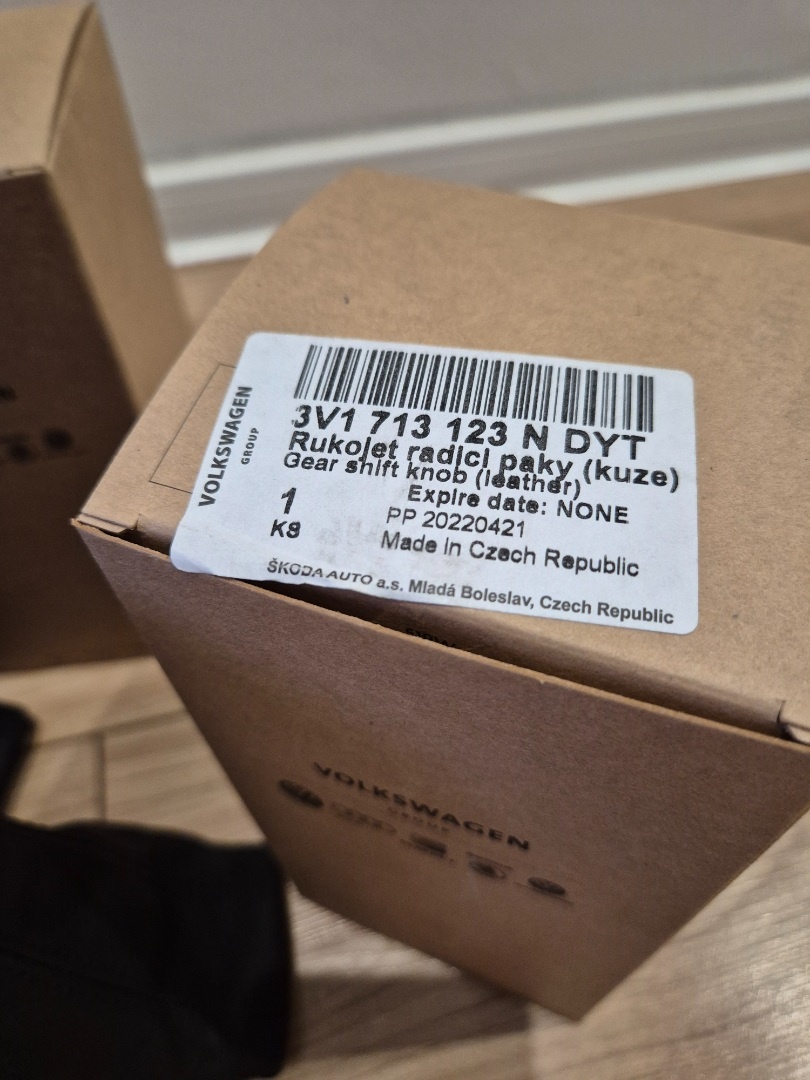 3V1 713 123 N DYT
Rukojet radici paky (kuze)
Gear shift knob (leather)
Expire date: NONE
1
KS
PP 20220421
Made in Czech Republic
ŠKODA AUTO a.s. Mladá Boleslav, Czech Republic
VOLKSWAGEN
GROUP
VOLKSWAGEN
GROUP